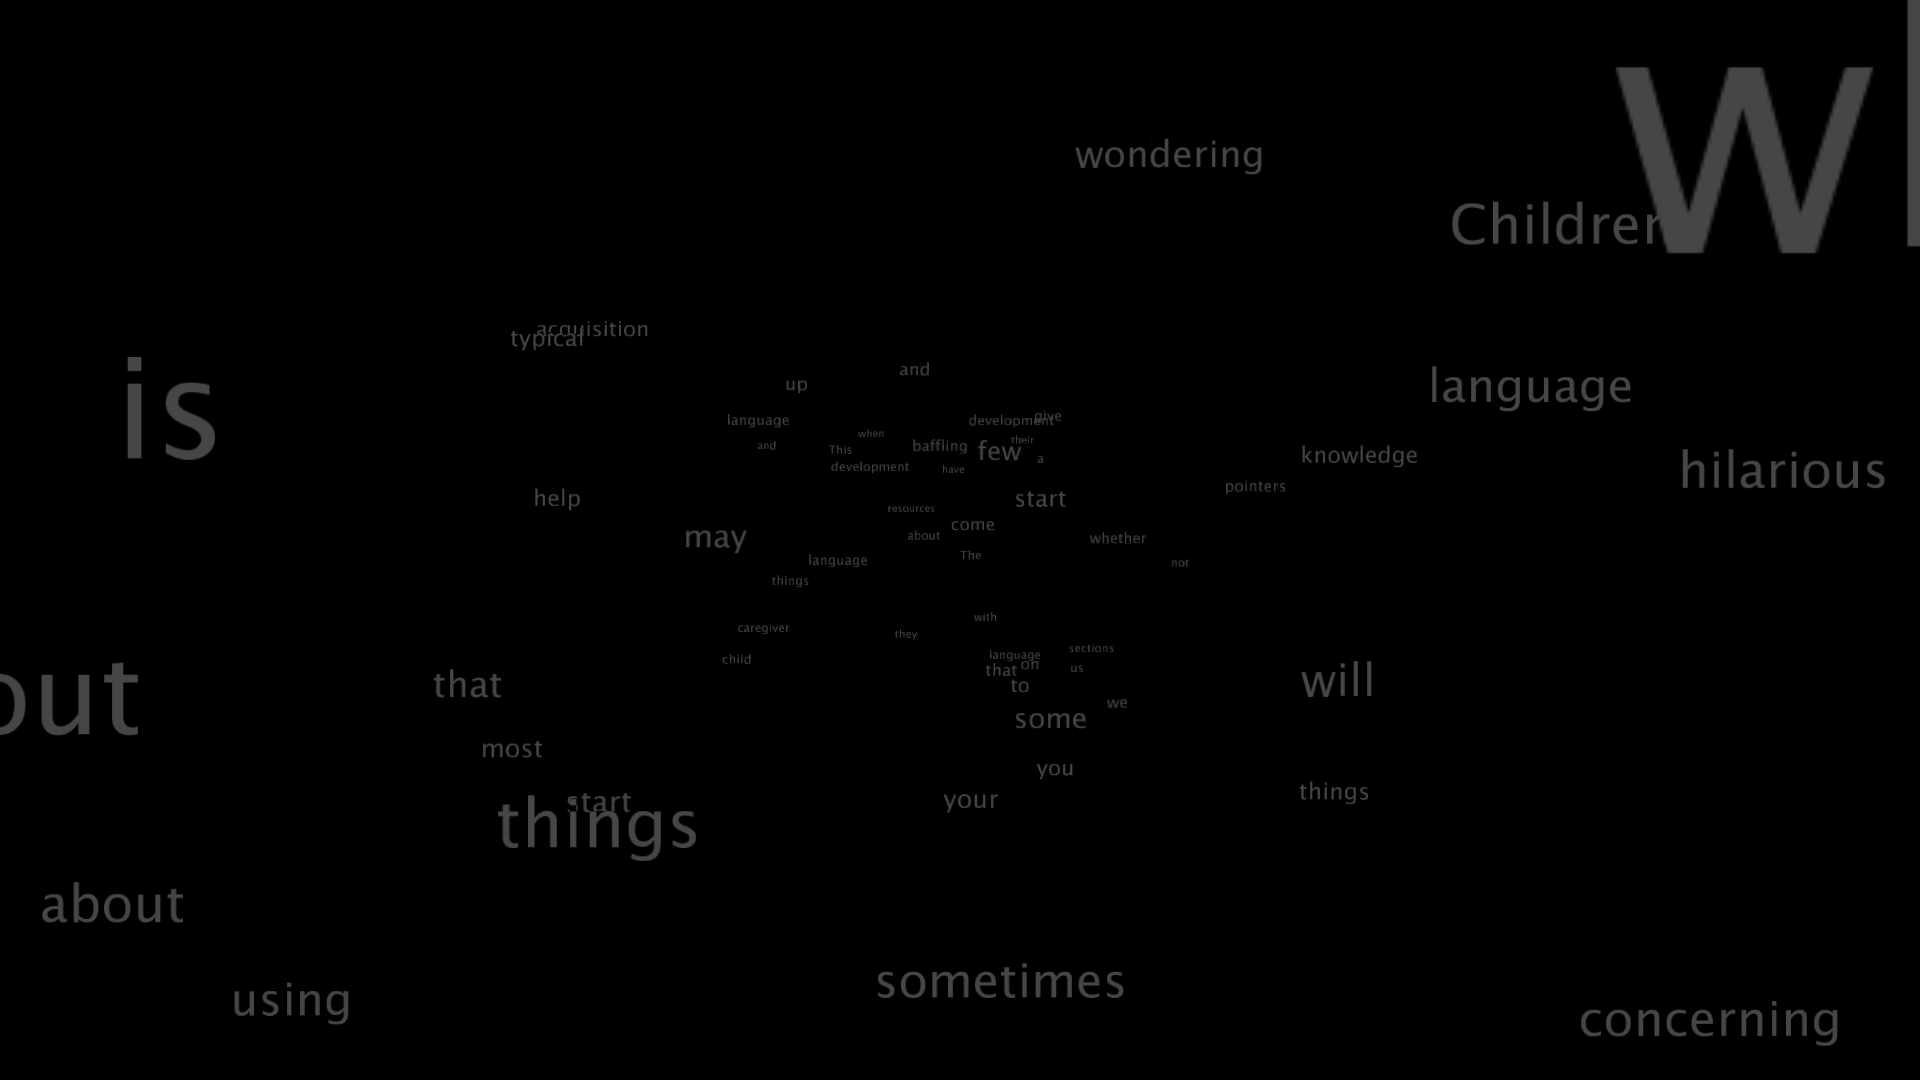 wondering
Children
acquisition
typical
is
and
up
language
hilarious
language
development
give
when
their
and
This
baffling
few
a
knowledge
development
have
pointers
help
start
resources
come
may
about
whether
The
language
not
things
with
caregiver
they
sections
child
language
on
that
us
that
to
will
we
some
most
you
things
start
your
things
about
sometimes
using
concerning